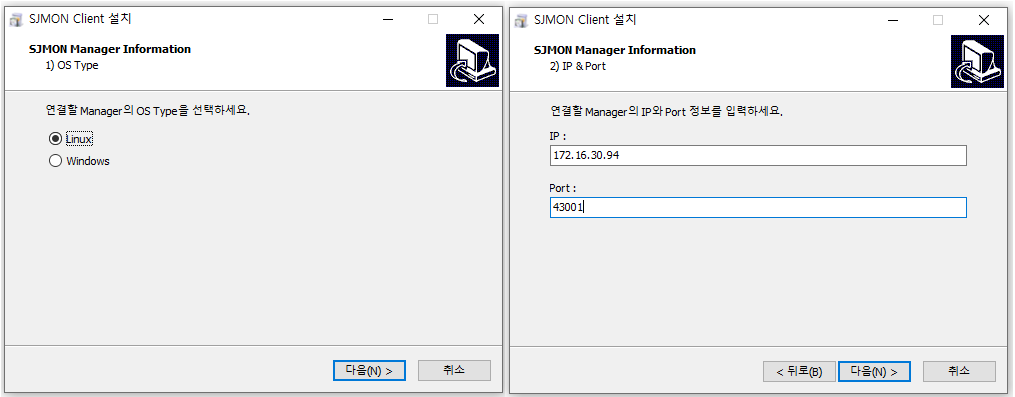 SJMON Client 설치
SJMON Manager Information
1) OS Type
연결할 Manager의 OS Type을 선택하세요.
Linux
Windows
다음(N) >
취소
SJMON Client 설치
SJMON Manager Information
2) IP & Port
연결할 Manager의 IP와 Port 정보를 입력하세요.
IP :
172.16.30.94
Port :
43001
< 뒤로(B)
다음(N) >
취소